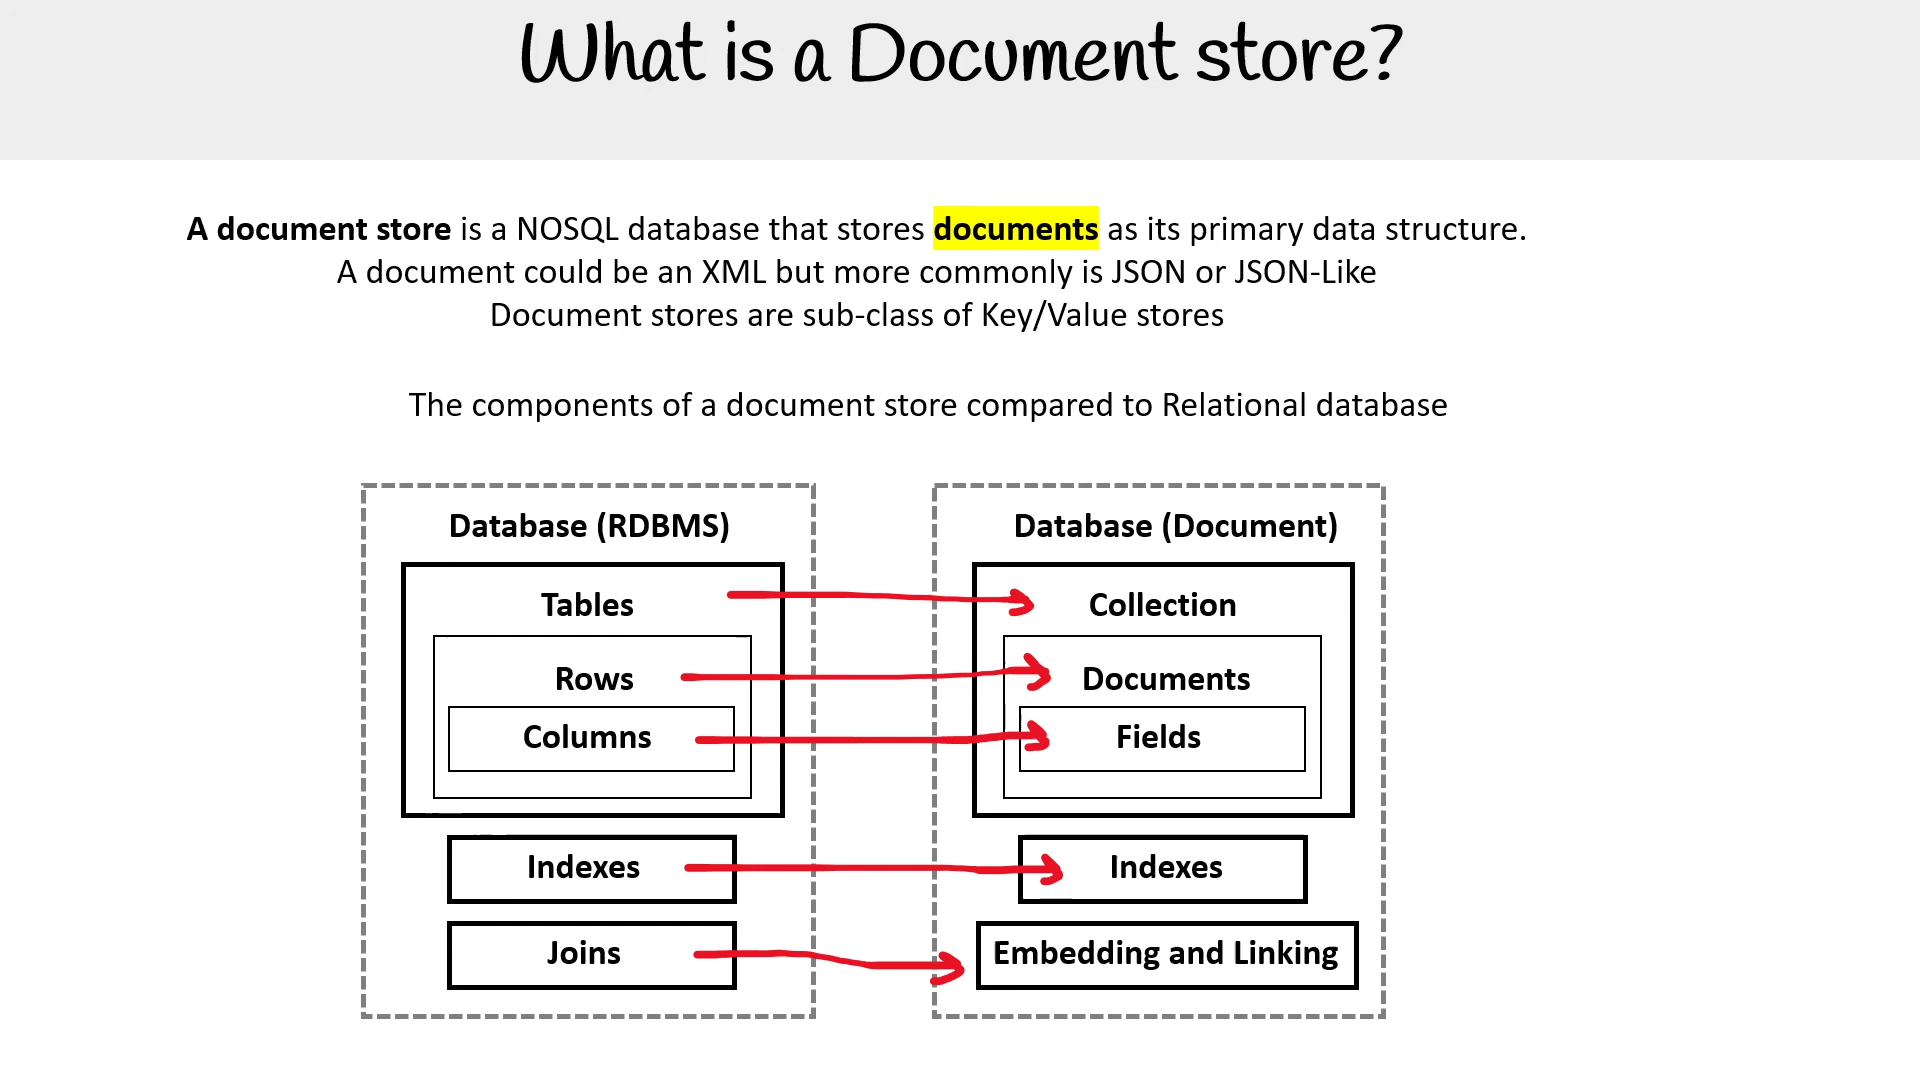 What is a Document store?
A document store is a NOSQL database that stores documents as its primary data structure.
A document could be an XML but more commonly is JSON or JSON-Like
Document stores are sub-class of Key/Value stores
The components of a document store compared to Relational database
Database (RDBMS)
Tables
Rows
Columns
Indexes
Joins
Database (Document)
Collection
Documents
Fields
Indexes
Embedding and Linking